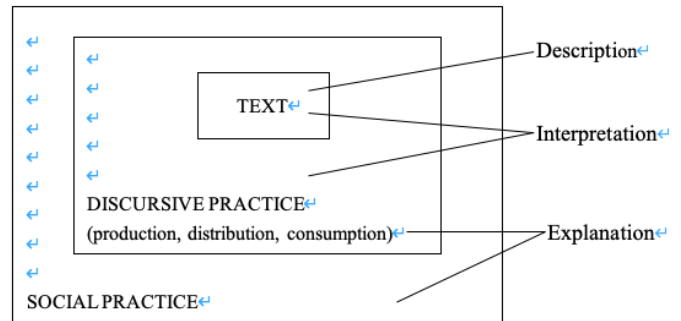 Description
TEXT
Interpretation
DISCURSIVE PRACTICE
(production, distribution, consumption)
Explanation
SOCIAL PRACTICE